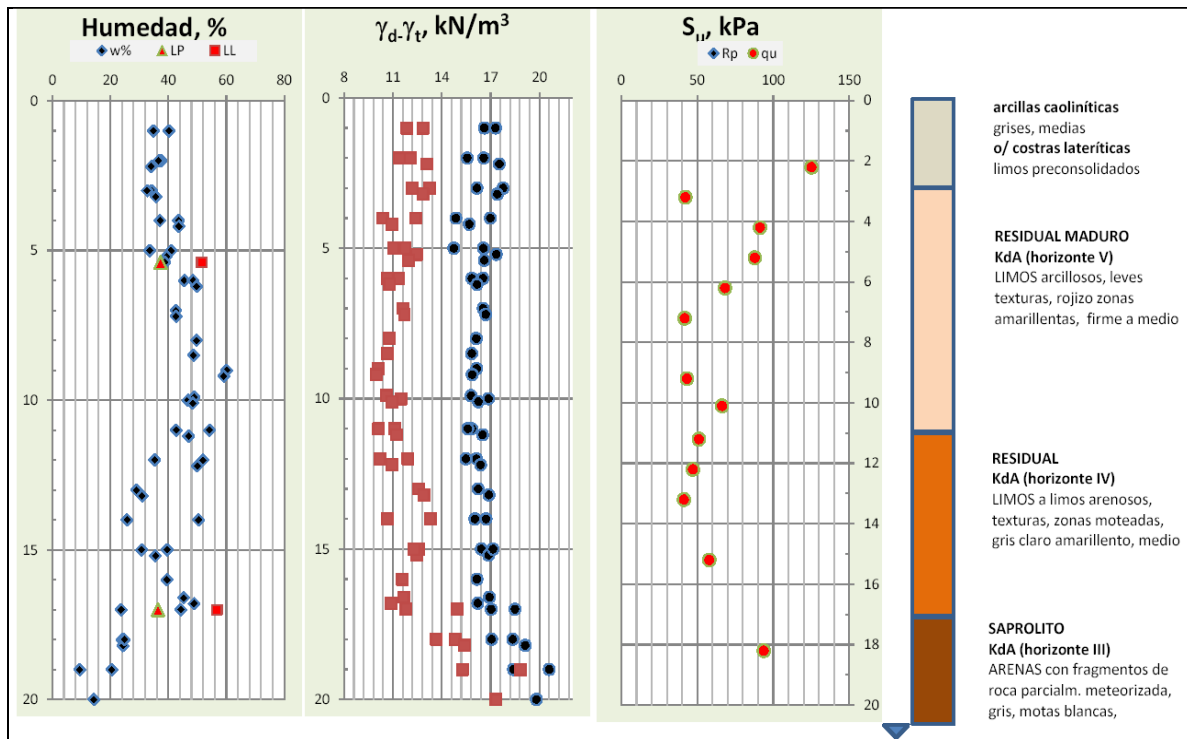 Humedad, %
w% LP LL
0 20 40 60 80
0
5
10
15
20
γd-γt, kN/m³
8 11 14 17 20
0
5
10
15
20
Su, kPa
Rp qu
0 50 100 150
0
2
4
6
8
10
12
14
16
18
20
arcillas caoliníticas
grises, medias
o/ costras lateríticas
limos preconsolidados
RESIDUAL MADURO
KdA (horizonte V)
LIMOS arcillosos, leves
texturas, rojizo zonas
amarillentas, firme a medio
RESIDUAL
KdA (horizonte IV)
LIMOS a limos arenosos,
texturas, zonas moteadas,
gris claro amarillento, medio
SAPROLITO
KdA (horizonte III)
ARENAS con fragmentos de
roca parcialm. meteorizada,
gris, motas blancas,